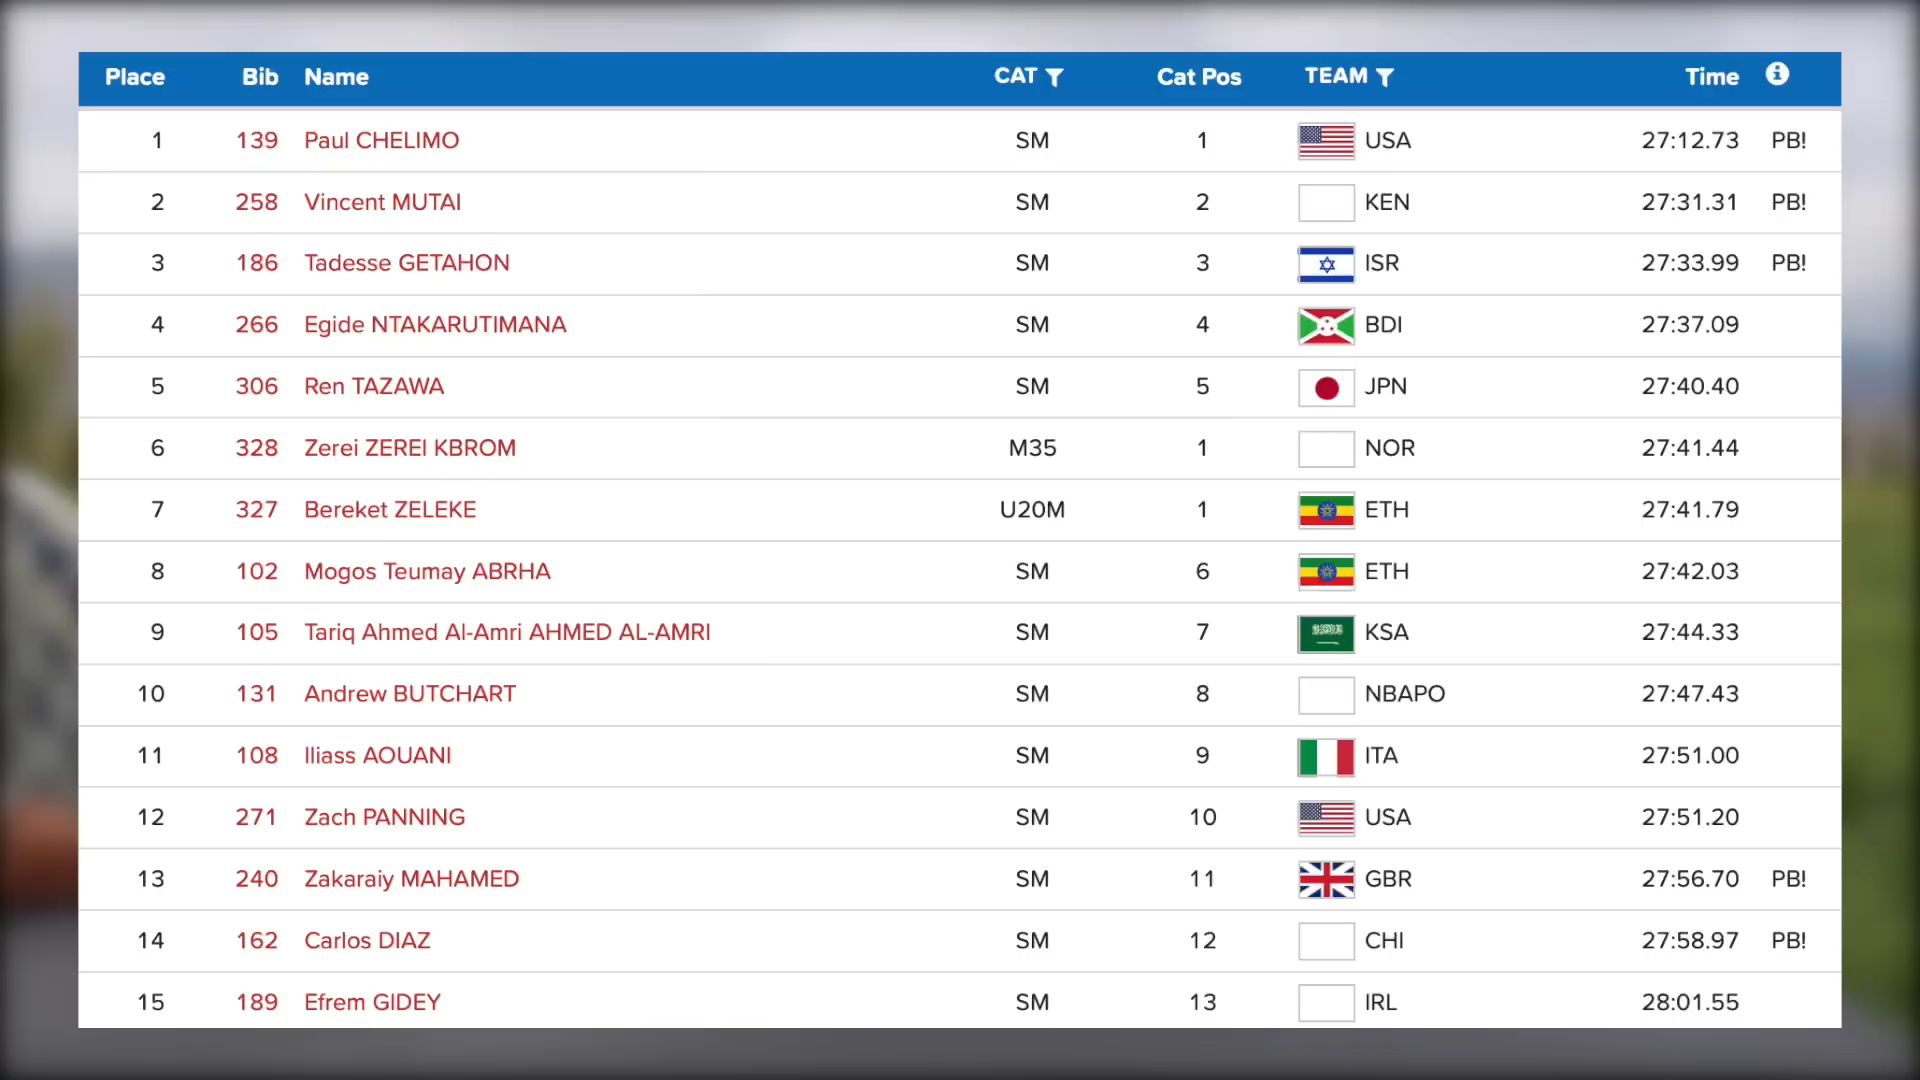 Place Bib Name CAT Cat Pos TEAM Time
1 139 Paul CHELIMO SM 1 USA 27:12.73 PB!
2 258 Vincent MUTAI SM 2 KEN 27:31.31 PB!
3 186 Tadesse GETAHON SM 3 ISR 27:33.99 PB!
4 266 Egide NTAKARUTIMANA SM 4 BDI 27:37.09
5 306 Ren TAZAWA SM 5 JPN 27:40.40
6 328 Zerei ZEREI KBROM M35 1 NOR 27:41.44
7 327 Bereket ZELEKE U20M 1 ETH 27:41.79
8 102 Mogos Teumay ABRHA SM 6 ETH 27:42.03
9 105 Tariq Ahmed Al-Amri AHMED AL-AMRI SM 7 KSA 27:44.33
10 131 Andrew BUTCHART SM 8 NBAPO 27:47.43
11 108 Iliass AOUANI SM 9 ITA 27:51.00
12 271 Zach PANNING SM 10 USA 27:51.20
13 240 Zakaraiy MAHAMED SM 11 GBR 27:56.70 PB!
14 162 Carlos DIAZ SM 12 CHI 27:58.97 PB!
15 189 Efrem GIDEY SM 13 IRL 28:01.55